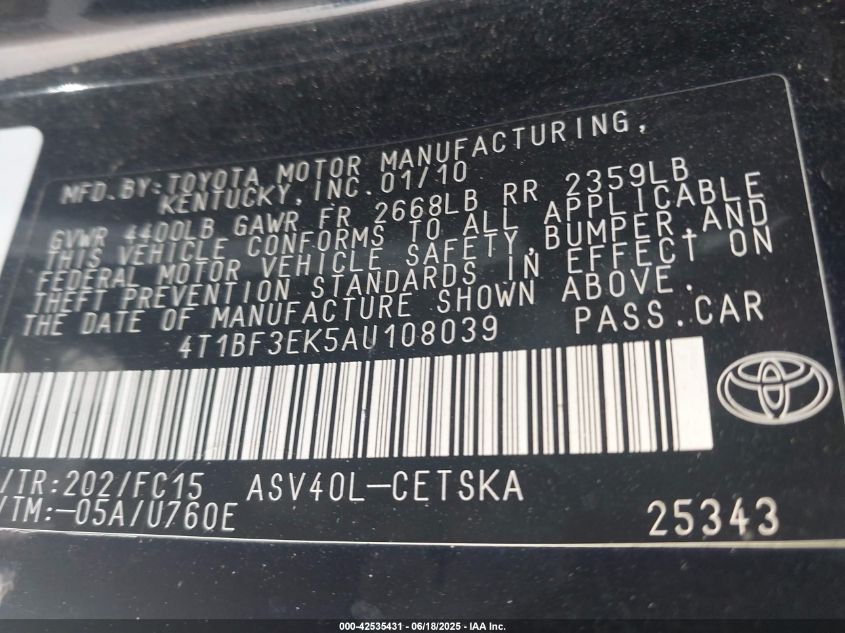 MFD.BY:TOYOTA MOTOR MANUFACTURING,
KENTUCKY,INC.01/10
GVWR 4400LB GAWR FR 2668LB RR 2359LB
THIS VEHICLE CONFORMS TO ALL APPLICABLE
FEDERAL MOTOR VEHICLE SAFETY,BUMPER,AND
THEFT PREVENTION STANDARDS IN EFFECT ON
THE DATE OF MANUFACTURE SHOWN ABOVE.
4T1BF3EK5AU108039 PASS.CAR
/TR:202/FC15 ASV40L-CETSKA
/TM:-05A/U760E
25343
000-42535431 - 06/18/2025 - IAA Inc.